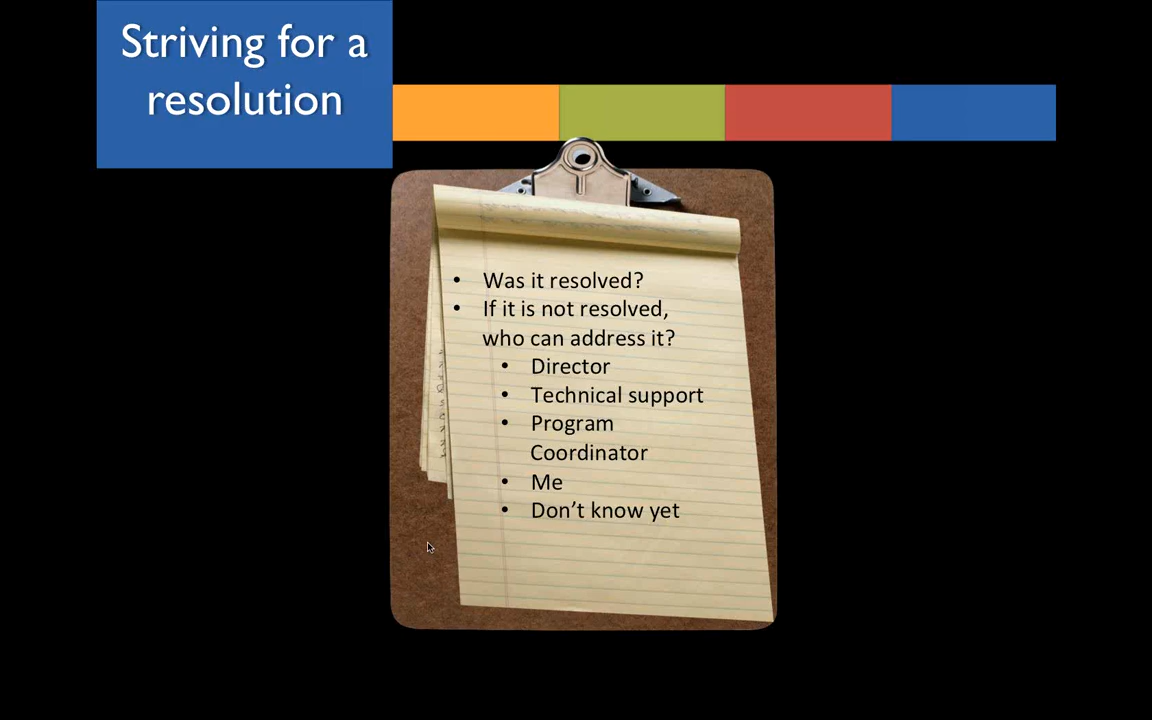 Striving for a
resolution
• Was it resolved?
• If it is not resolved,
who can address it?
• Director
• Technical support
• Program
Coordinator
• Me
• Don’t know yet